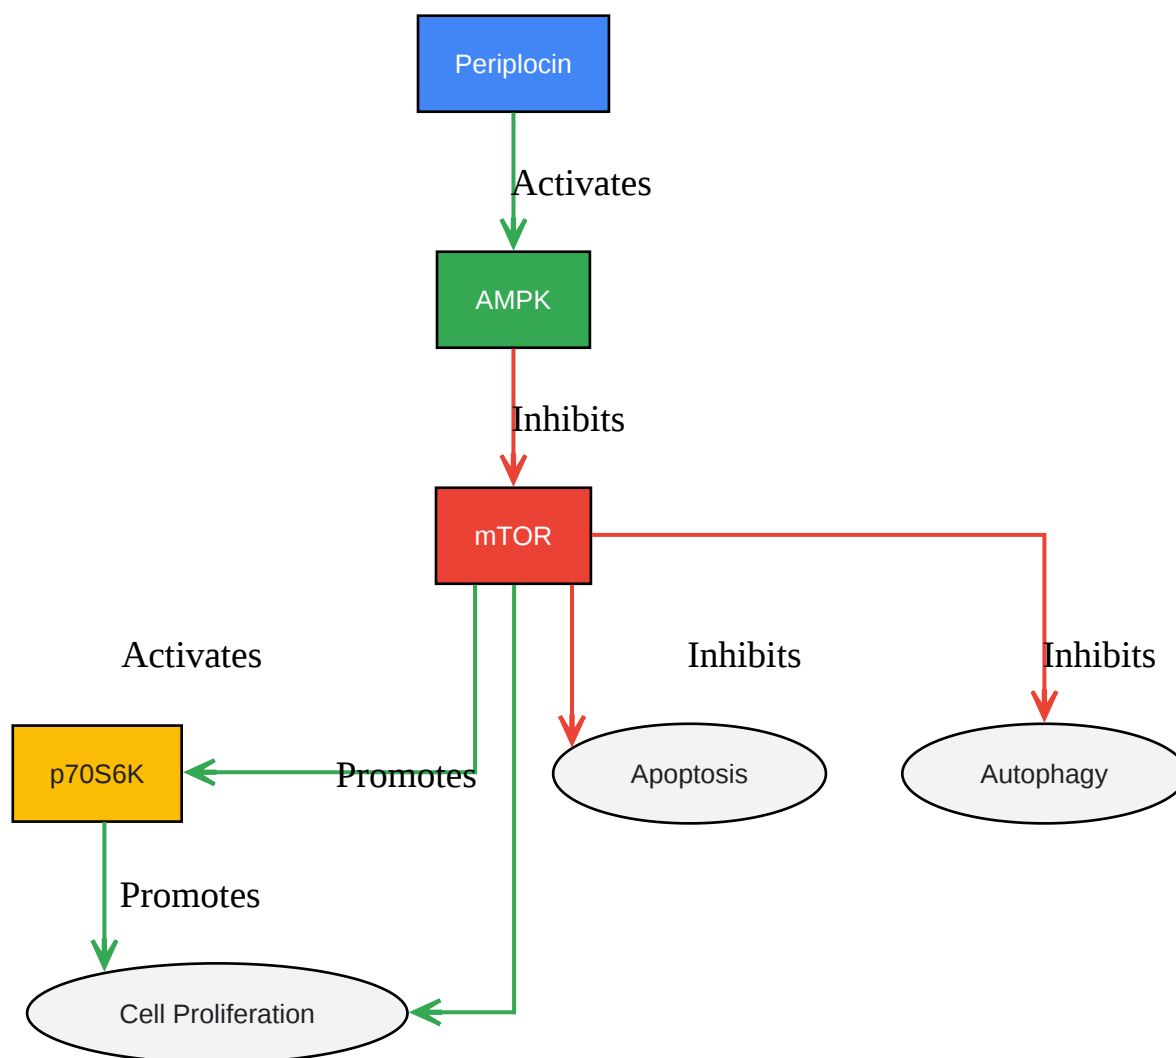 Periplocin
Activates
AMPK
Inhibits
mTOR
Activates
Inhibits
Inhibits
p70S6K
Promotes
Apoptosis
Autophagy
Promotes
Cell Proliferation